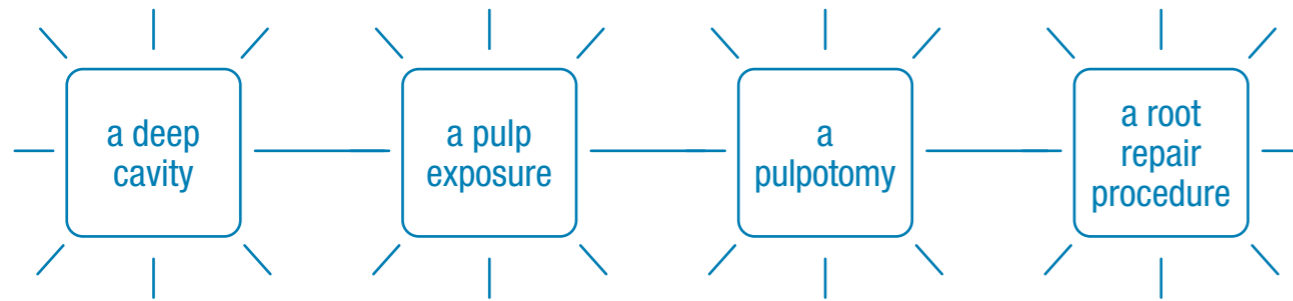 a deep
cavity
a pulp
exposure
a
pulpotomy
a root
repair
procedure